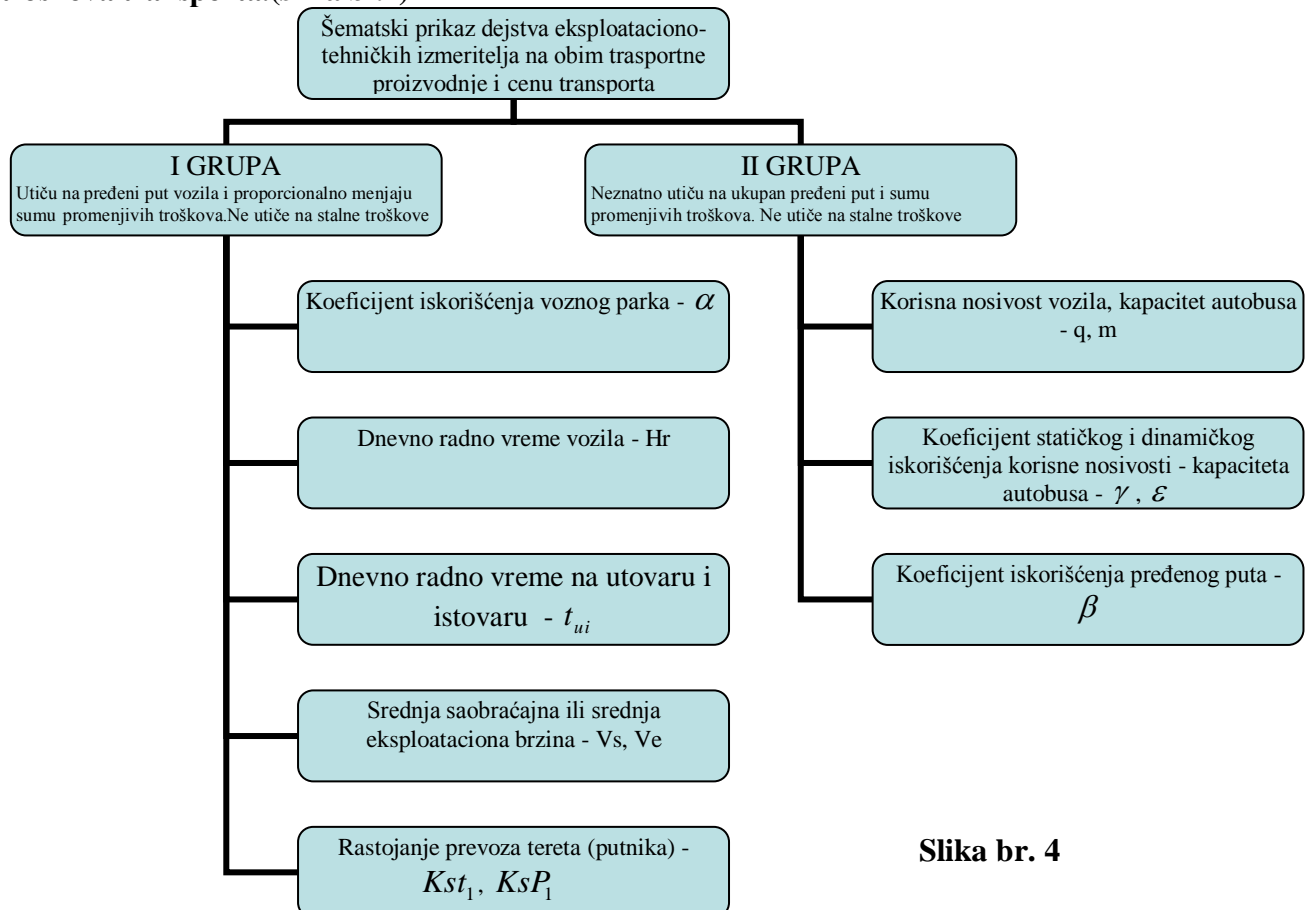 Šematski prikaz dejstva eksploataciono-
tehničkih izmeritelja na obim trasportne
proizvodnje i cenu transporta
I GRUPA
Utiču na pređeni put vozila i proporcionalno menjaju
sumu promenjivih troškova.Ne utiče na stalne troškove
II GRUPA
Neznatno utiču na ukupan pređeni put i sumu
promenjivih troškova. Ne utiče na stalne troškove
Koeficijent iskorišćenja voznog parka - α
Dnevno radno vreme vozila - Hr
Dnevno radno vreme na utovaru i
istovaru - t_ui
Srednja saobraćajna ili srednja
eksploataciona brzina - Vs, Ve
Rastojanje prevoza tereta (putnika) -
Kst₁, KsP₁
Korisna nosivost vozila, kapacitet autobusa
- q, m
Koeficijent statičkog i dinamičkog
iskorišćenja korisne nosivosti - kapaciteta
autobusa - γ , ε
Koeficijent iskorišćenja pređenog puta -
β
Slika br. 4